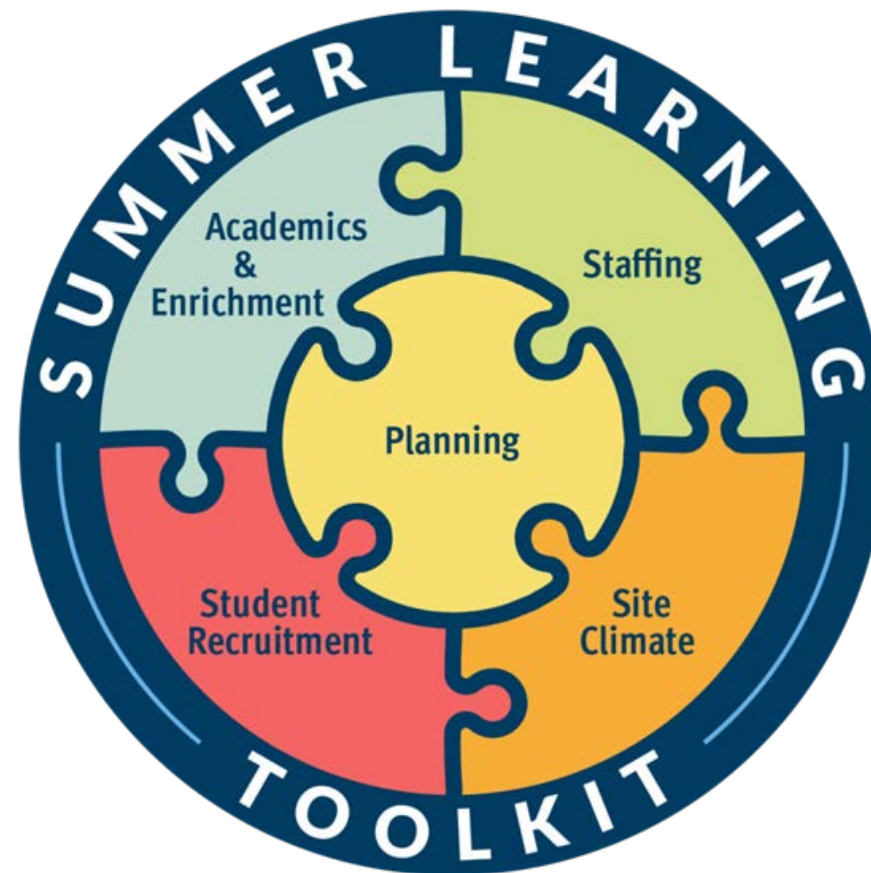 SUMMER LEARNING
Academics
&
Enrichment
Staffing
Planning
Student
Recruitment
Site
Climate
TOOLKIT